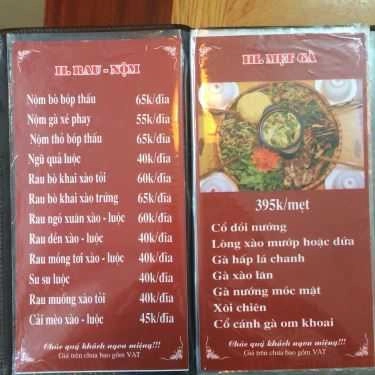 II. RAU - NỘM
Nộm bò bóp thấu 65k/đĩa
Nộm gà xé phay 55k/đĩa
Nộm thỏ bóp thấu 65k/đĩa
Ngũ quả luộc 40k/đĩa
Rau bò khai xào tỏi 60k/đĩa
Rau bò khai xào trứng 65k/đĩa
Rau ngó xuân xào - luộc 60k/đĩa
Rau dền xào - luộc 40k/đĩa
Rau mồng tơi xào - luộc 40k/đĩa
Su su luộc 40k/đĩa
Rau muống xào tỏi 40k/đĩa
Cải mèo xào - luộc 45k/đĩa
Chúc quý khách ngon miệng!!!
Giá trên chưa bao gồm VAT
III. MẸT GÀ
395k/mẹt
Cổ dồi nướng
Lòng xào mướp hoặc dứa
Gà hấp lá chanh
Gà xào lăn
Gà nướng móc mật
Xôi chiên
Cổ cánh gà om khoai
Chúc quý khách ngon miệng!!!
Giá trên chưa bao gồm VAT